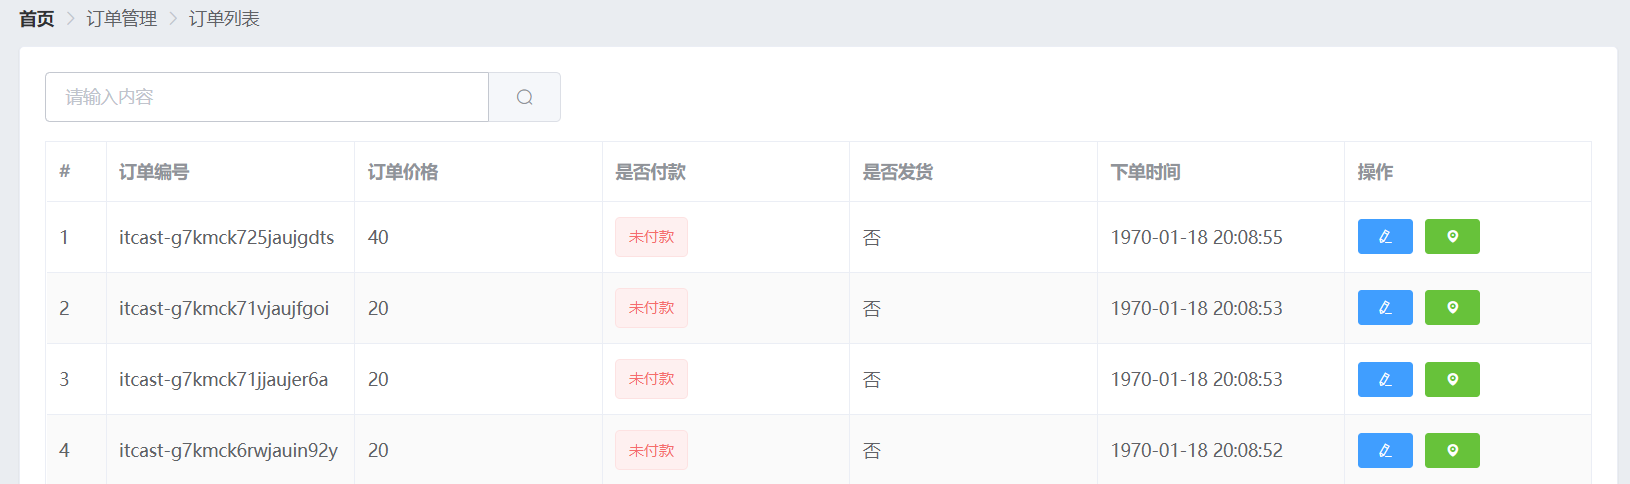 首页 > 订单管理 > 订单列表
请输入内容
# 订单编号 订单价格 是否付款 是否发货 下单时间 操作
1 itcast-g7kmck725jaujgdts 40 未付款 否 1970-01-18 20:08:55
2 itcast-g7kmck71vjaujfgoi 20 未付款 否 1970-01-18 20:08:53
3 itcast-g7kmck71jjaujer6a 20 未付款 否 1970-01-18 20:08:53
4 itcast-g7kmck6rwjauin92y 20 未付款 否 1970-01-18 20:08:52